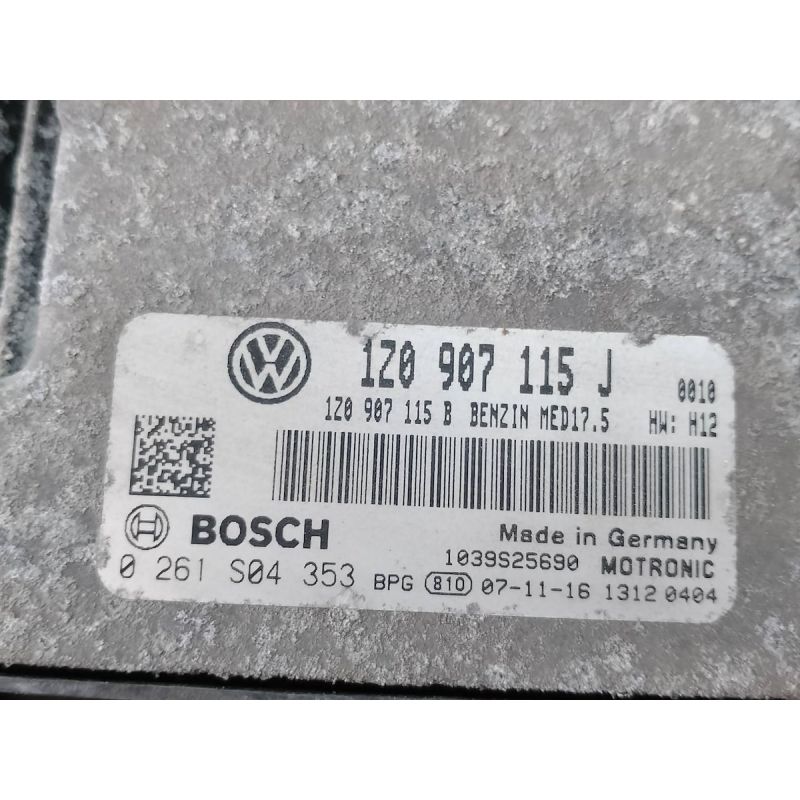 1Z0 907 115 J 0010
1Z0 907 115 B BENZIN MED17.5 HW: H12
BOSCH Made in Germany
1039S25690 MOTRONIC
0 261 S04 353 BPG 810 07-11-16 1312 0404